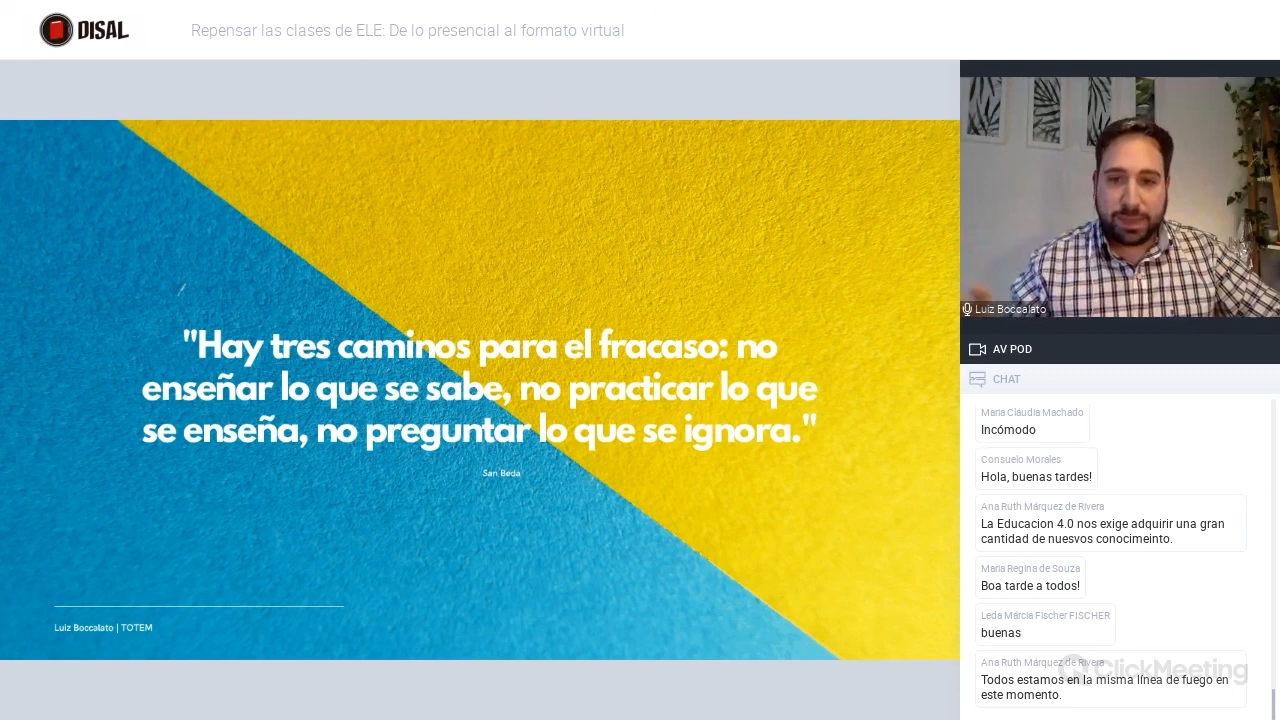 DISAL
Repensar las clases de ELE: De lo presencial al formato virtual
"Hay tres caminos para el fracaso: no
enseñar lo que se sabe, no practicar lo que
se enseña, no preguntar lo que se ignora."
San Beda
Luiz Boccalato | TOTEM
Luiz Boccalato
AV POD
CHAT
Maria Cláudia Machado
Incómodo
Consuelo Morales
Hola, buenas tardes!
Ana Ruth Márquez de Rivera
La Educacion 4.0 nos exige adquirir una gran
cantidad de nuesvos conocimeinto.
Maria Regina de Souza
Boa tarde a todos!
Leda Márcia Fischer FISCHER
buenas
Ana Ruth Márquez de Rivera
Todos estamos en la misma línea de fuego en
este momento.
ClickMeeting